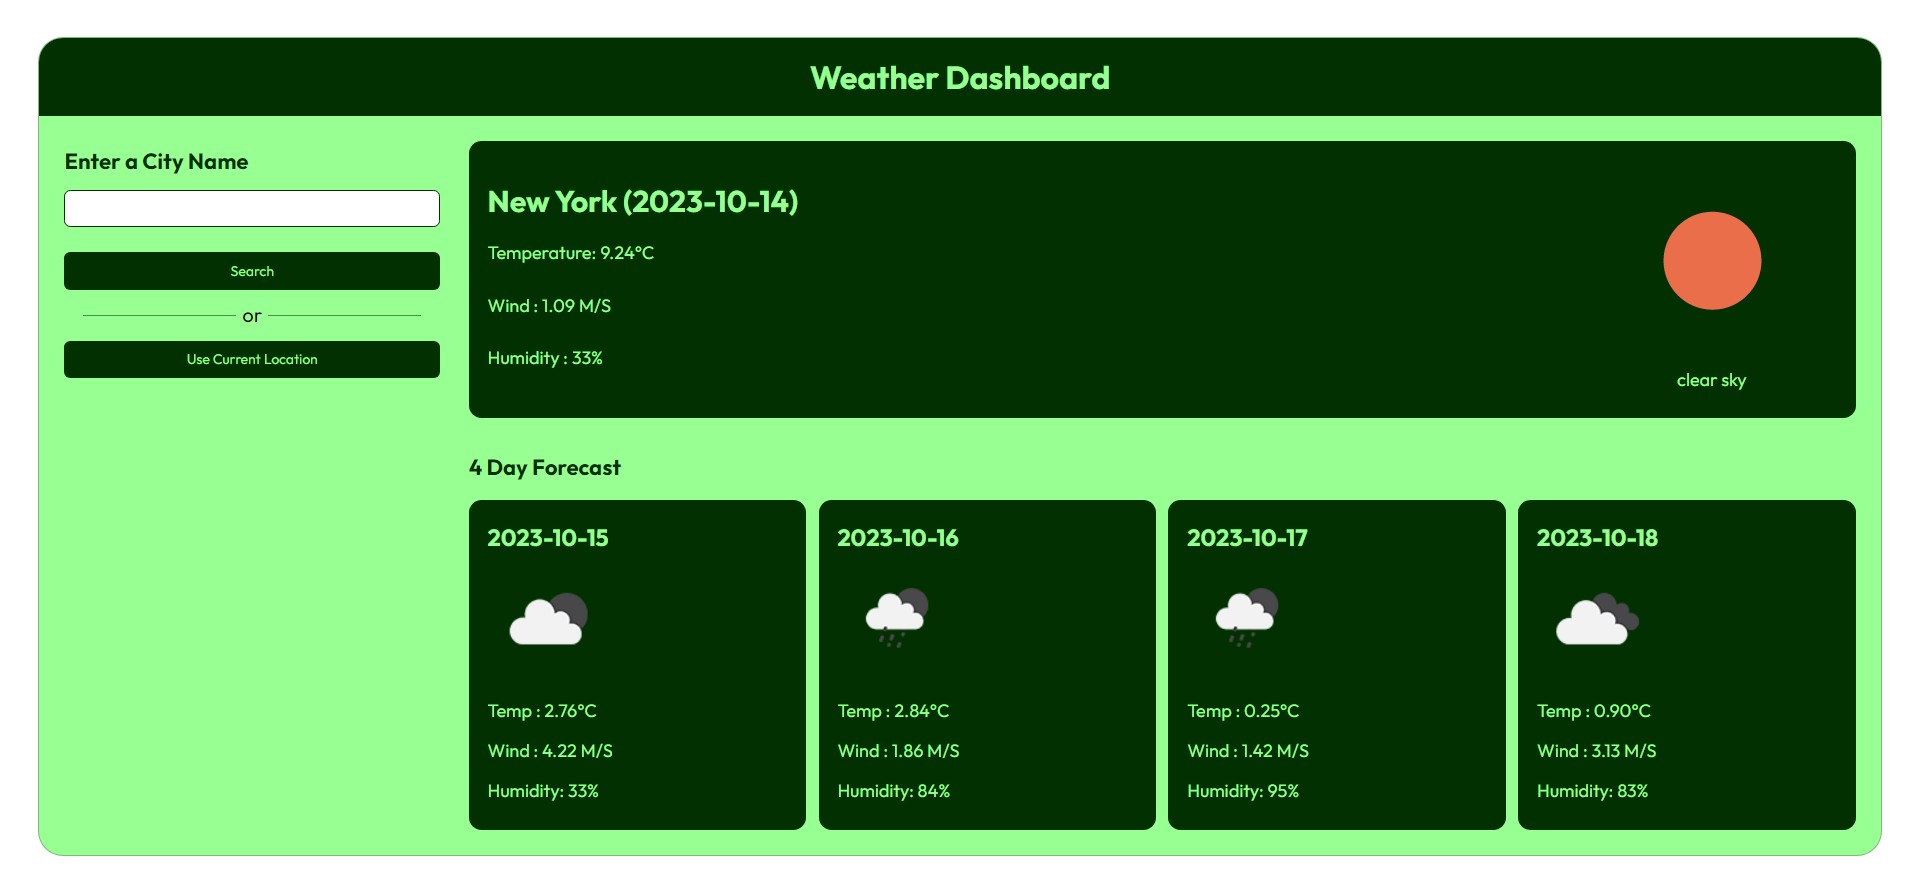 Weather Dashboard
Enter a City Name
Search
or
Use Current Location
New York (2023-10-14)
Temperature: 9.24°C
Wind : 1.09 M/S
Humidity : 33%
clear sky
4 Day Forecast
2023-10-15
Temp : 2.76°C
Wind : 4.22 M/S
Humidity: 33%
2023-10-16
Temp : 2.84°C
Wind : 1.86 M/S
Humidity: 84%
2023-10-17
Temp : 0.25°C
Wind : 1.42 M/S
Humidity: 95%
2023-10-18
Temp : 0.90°C
Wind : 3.13 M/S
Humidity: 83%